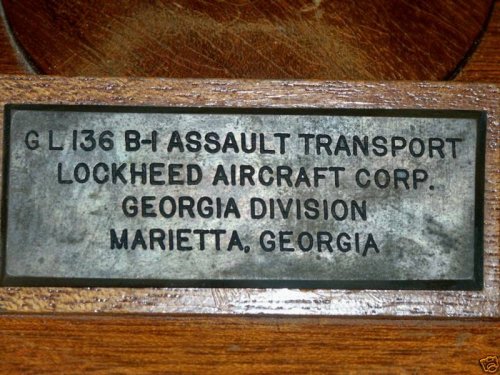 G L 136 B-1 ASSAULT TRANSPORT
LOCKHEED AIRCRAFT CORP.
GEORGIA DIVISION
MARIETTA, GEORGIA